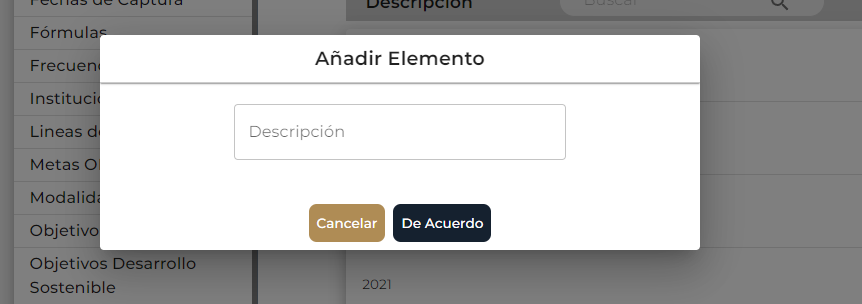 Fechas de Captura
Descripción
Buscar
Fórmulas
Añadir Elemento
Descripción
Cancelar
De Acuerdo
Objetivos Desarrollo
Sostenible
2021